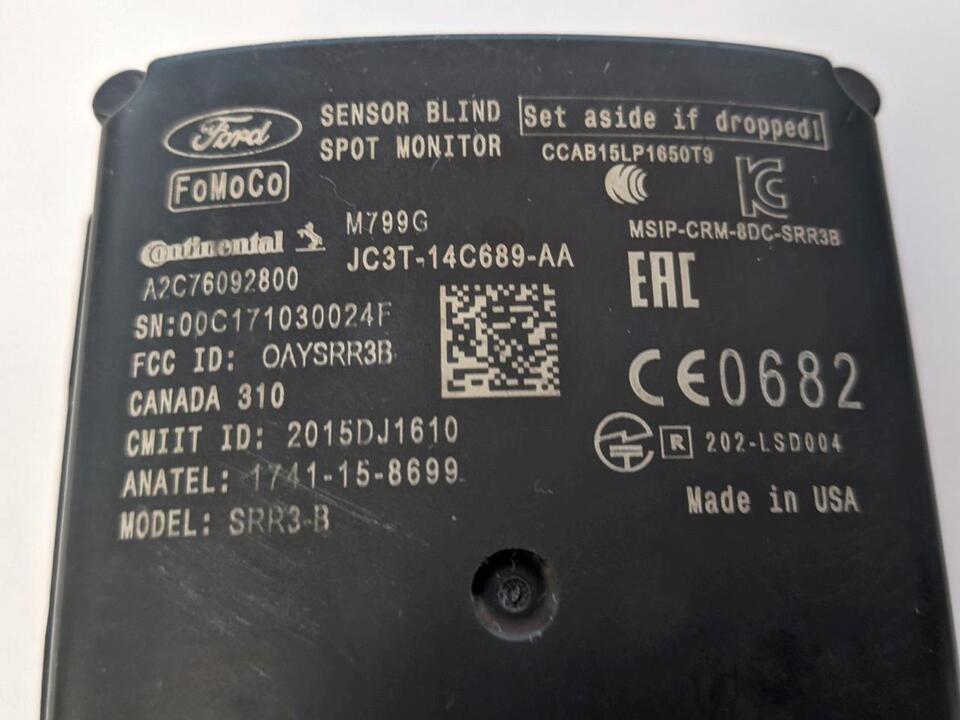 Ford
SENSOR BLIND
SPOT MONITOR
Set aside if dropped!
CCAB15LP1650T9
FoMoCo
M799G
MSIP-CRM-8DC-SRR3B
Continental
JC3T-14C689-AA
A2C76092800
EAC
SN:00C171030024F
FCC ID: OAYSRR3B
CE0682
CANADA 310
CMIIT ID: 2015DJ1610
R 202-LSD004
ANATEL: 1741-15-8699
Made in USA
MODEL: SRR3-B